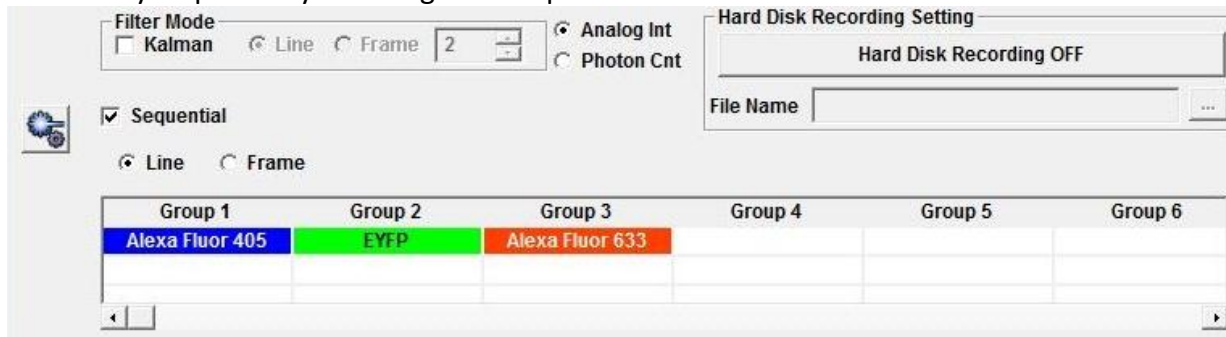 Filter Mode
Kalman Line Frame 2
Analog Int
Photon Cnt
Hard Disk Recording Setting
Hard Disk Recording OFF
File Name ...
Sequential
Line Frame
Group 1 Group 2 Group 3 Group 4 Group 5 Group 6
Alexa Fluor 405 EYFP Alexa Fluor 633